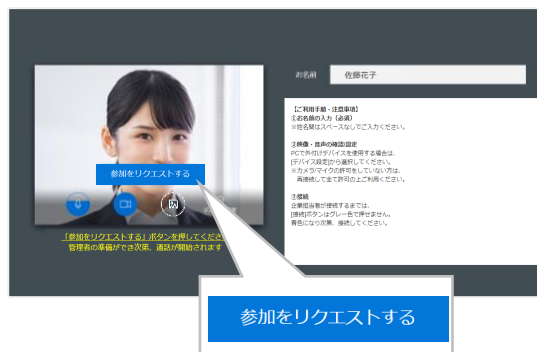 お名前 佐藤花子
【ご利用手順・注意事項】
①お名前の入力（必須）
※姓名間はスペースなしでご入力ください。
②映像・音声の確認/設定
PCで外付けデバイスを使用する場合は、
[デバイス設定]から選択してください。
※カメラ/マイクの許可をしていない方は、
再接続して全て許可の上ご利用ください。
③接続
企業担当者が接続するまでは、
[接続]ボタンはグレー色で押せません。
青色になり次第、接続してください。
参加をリクエストする
「参加をリクエストする」ボタンを押してくださ
管理者の準備ができ次第、通話が開始されます
参加をリクエストする